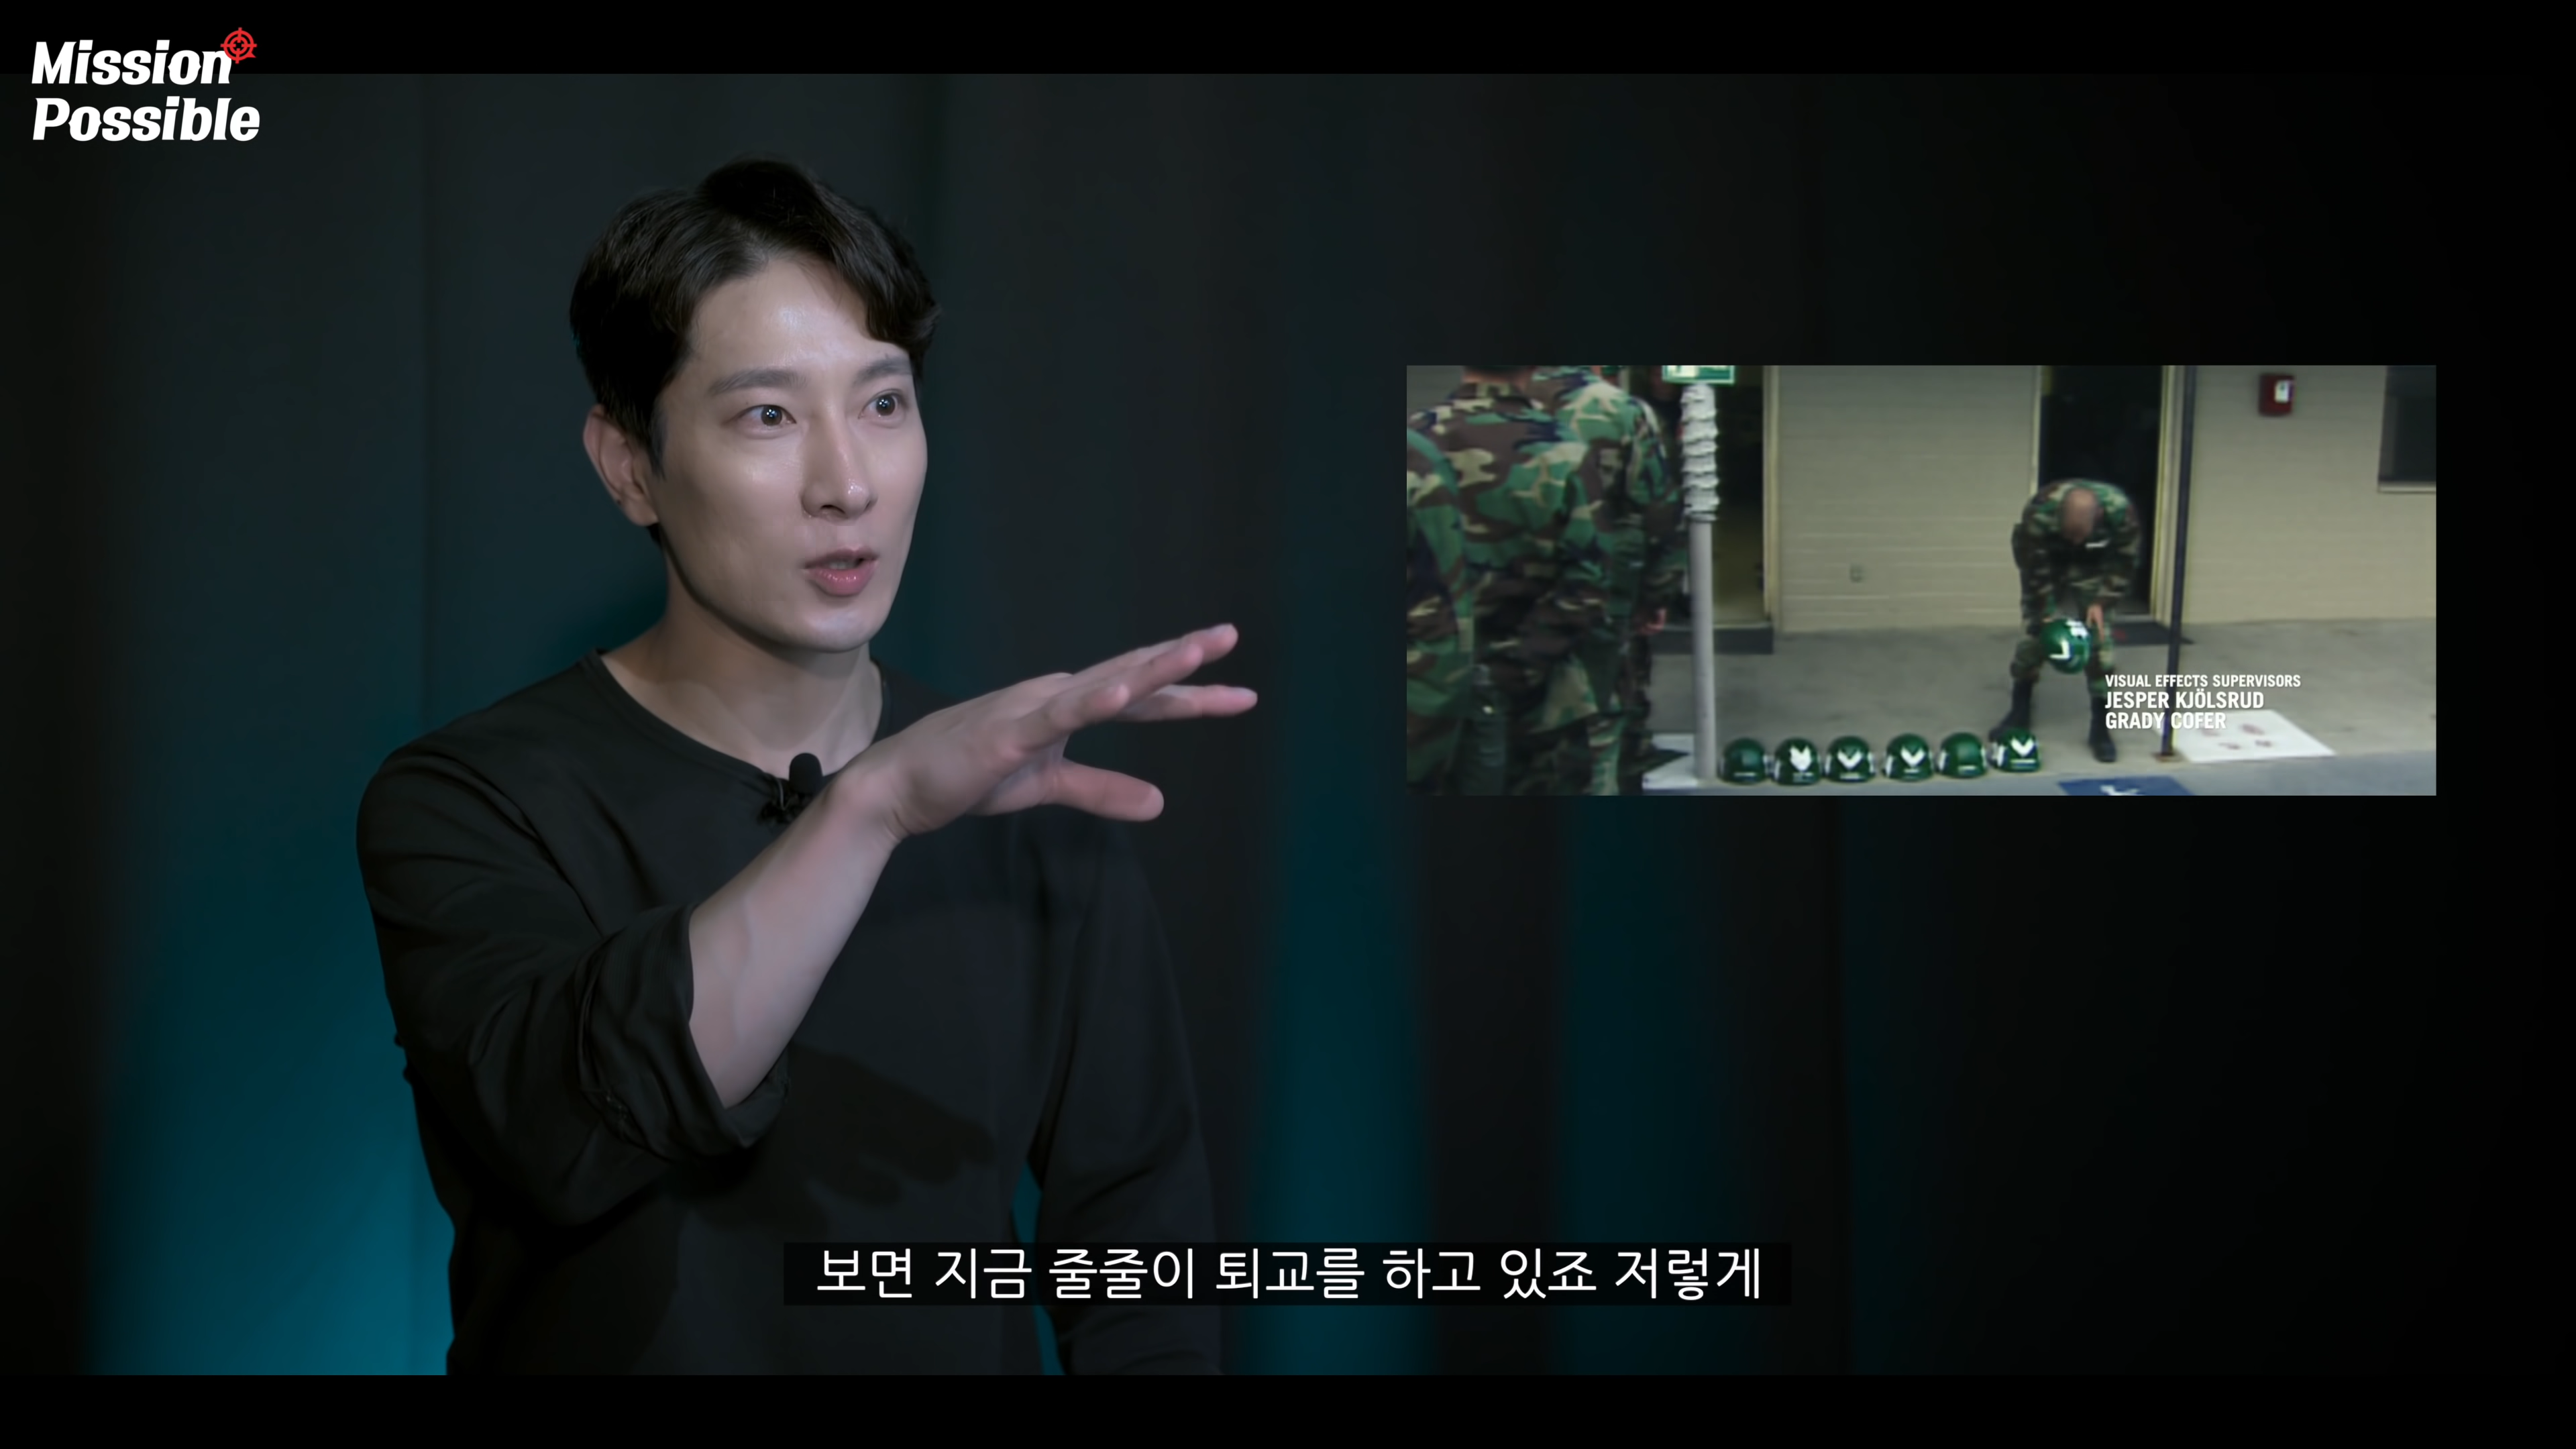 Mission
Possible
VISUAL EFFECTS SUPERVISORS
JESPER KJÖLSRUD
GRADY COFER
보면 지금 줄줄이 퇴교를 하고 있죠 저렇게